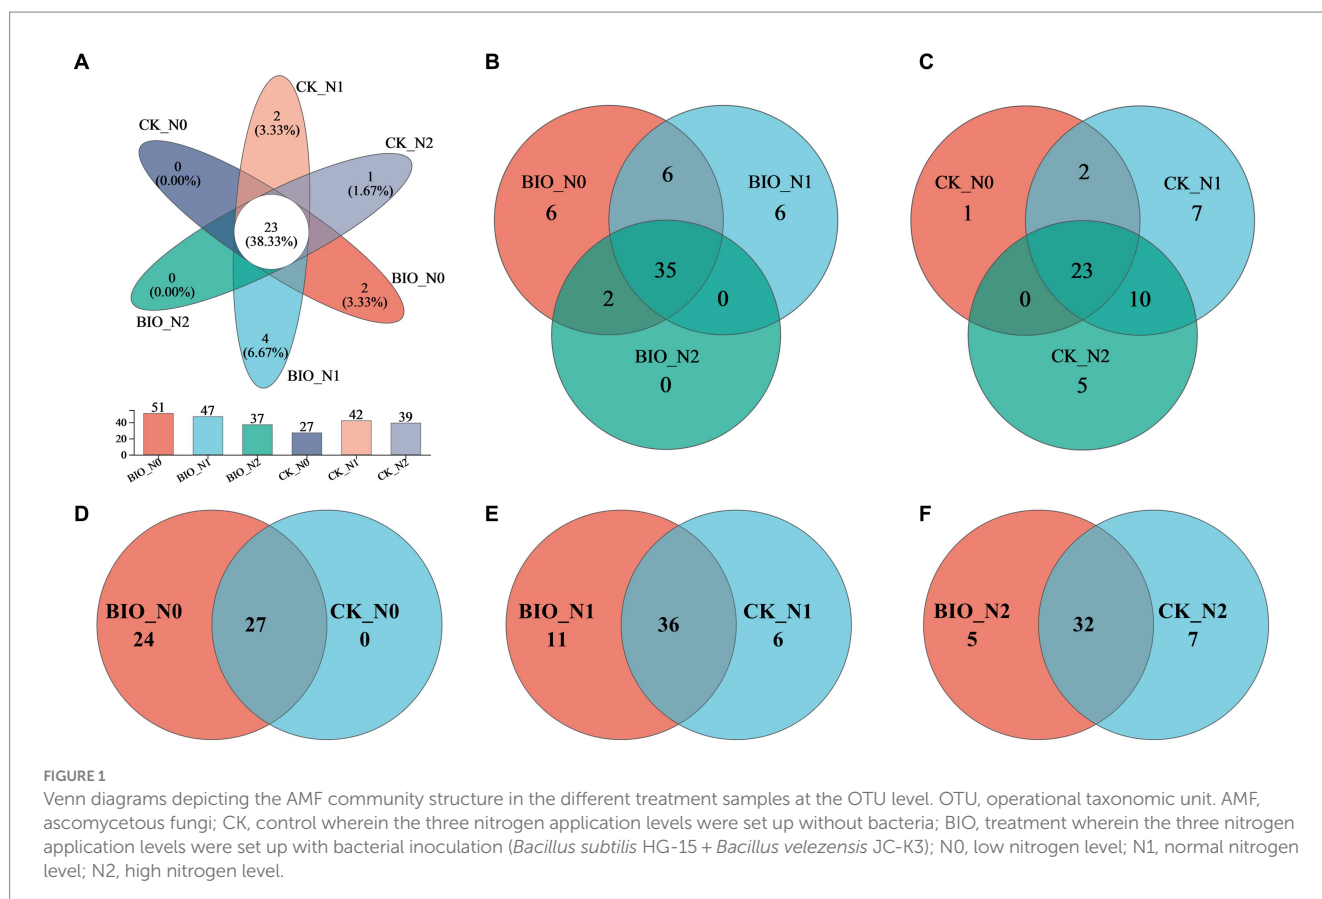 A
CK_N1
2
(3.33%)
CK_N0
0
(0.00%)
CK_N2
1
(1.67%)
23
(38.33%)
0
(0.00%)
BIO_N2
BIO_N0
2
(3.33%)
4
(6.67%)
BIO_N1
51
47
37
27
42
39
40
20
0
BIO_N0
BIO_N1
BIO_N2
CK_N0
CK_N1
CK_N2
B
BIO_N0
6
6
BIO_N1
6
35
2
0
BIO_N2
0
C
CK_N0
1
2
CK_N1
7
23
0
10
CK_N2
5
D
BIO_N0
24
27
CK_N0
0
E
BIO_N1
11
36
CK_N1
6
F
BIO_N2
5
32
CK_N2
7
FIGURE 1
Venn diagrams depicting the AMF community structure in the different treatment samples at the OTU level. OTU, operational taxonomic unit. AMF,
ascomycetous fungi; CK, control wherein the three nitrogen application levels were set up without bacteria; BIO, treatment wherein the three nitrogen
application levels were set up with bacterial inoculation (Bacillus subtilis HG-15 + Bacillus velezensis JC-K3); N0, low nitrogen level; N1, normal nitrogen
level; N2, high nitrogen level.